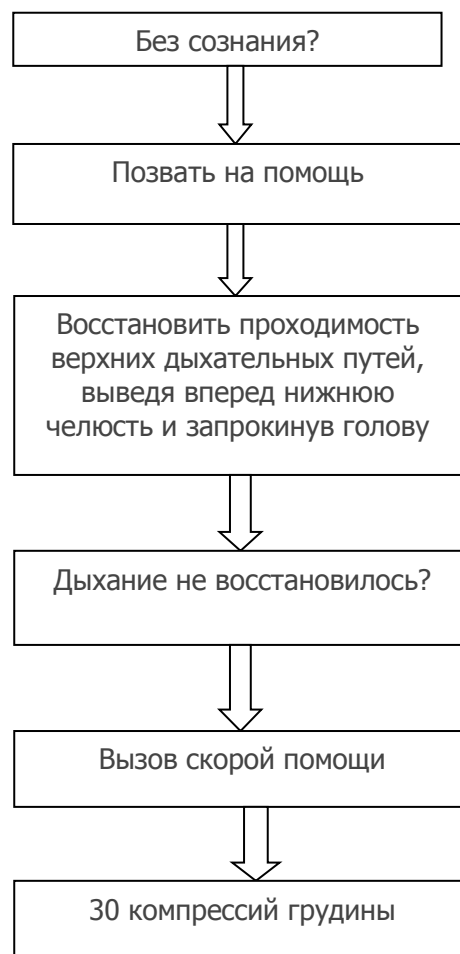 Без сознания?
Позвать на помощь
Восстановить проходимость
верхних дыхательных путей,
выведя вперед нижнюю
челюсть и запрокинув голову
Дыхание не восстановилось?
Вызов скорой помощи
30 компрессий грудины